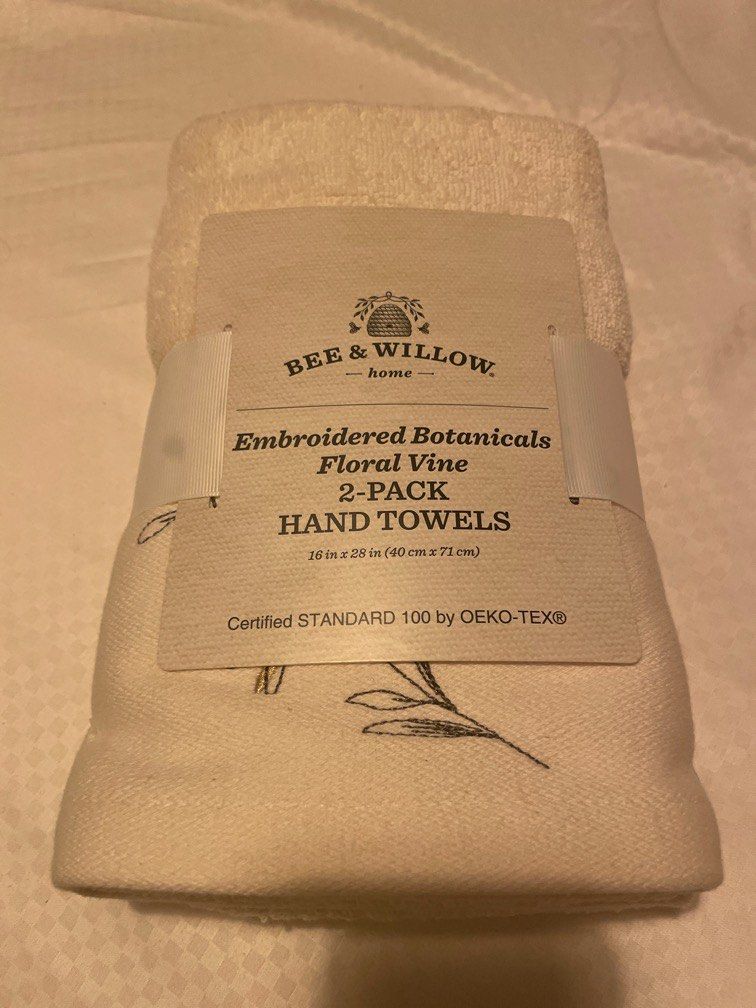 BEE & WILLOW®
— home —
Embroidered Botanicals
Floral Vine
2-PACK
HAND TOWELS
16 in x 28 in (40 cm x 71 cm)
Certified STANDARD 100 by OEKO-TEX®